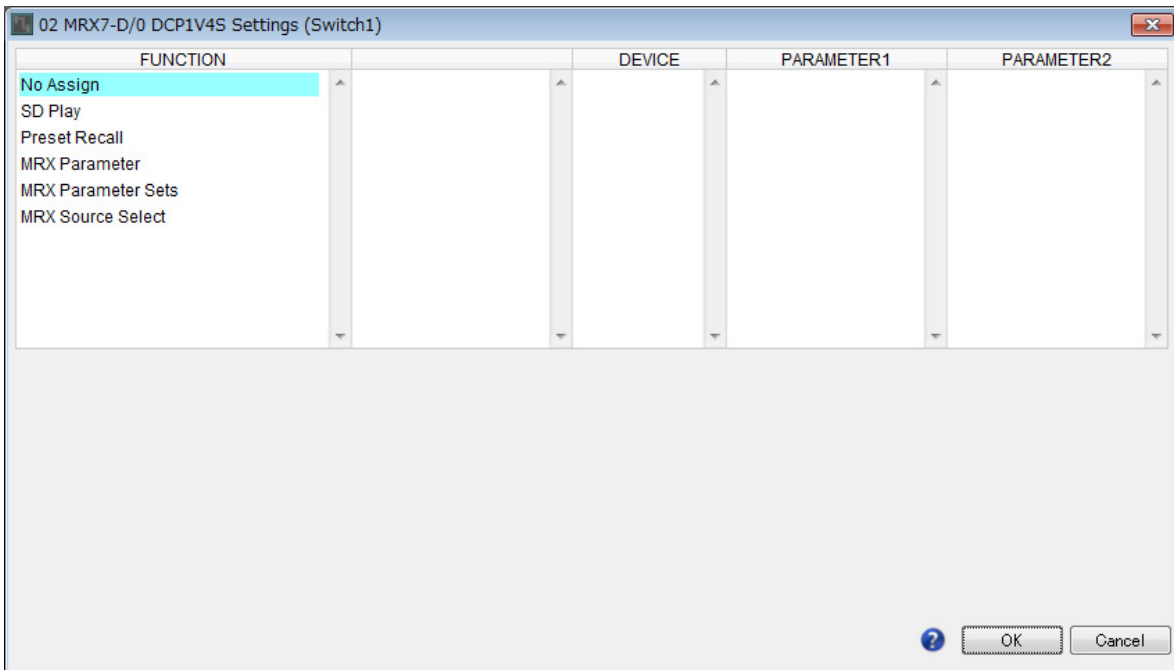 02 MRX7-D/0 DCP1V4S Settings (Switch1)
FUNCTION DEVICE PARAMETER1 PARAMETER2
No Assign
SD Play
Preset Recall
MRX Parameter
MRX Parameter Sets
MRX Source Select
? OK Cancel